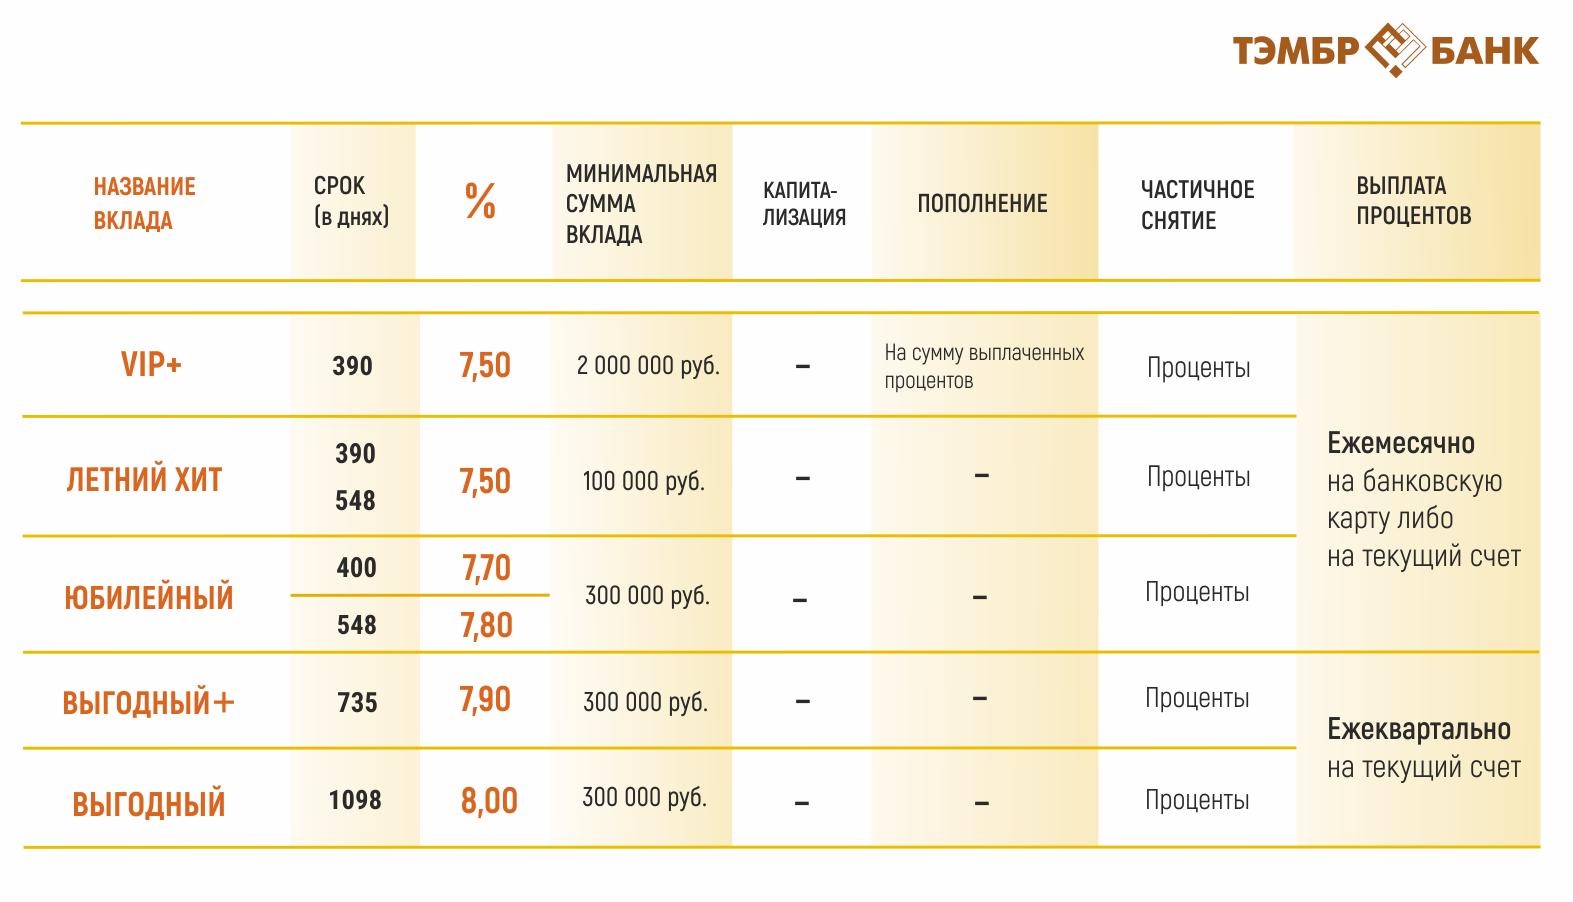 ТЭМБР БАНК
НАЗВАНИЕ
ВКЛАДА
СРОК
(в днях)
%
МИНИМАЛЬНАЯ
СУММА
ВКЛАДА
КАПИТА-
ЛИЗАЦИЯ
ПОПОЛНЕНИЕ
ЧАСТИЧНОЕ
СНЯТИЕ
ВЫПЛАТА
ПРОЦЕНТОВ
VIP+
390
7,50
2 000 000 руб.
–
На сумму выплаченных
процентов
Проценты
ЛЕТНИЙ ХИТ
390
548
7,50
100 000 руб.
–
–
Проценты
Ежемесячно
на банковскую
карту либо
на текущий счет
ЮБИЛЕЙНЫЙ
400
7,70
548
7,80
300 000 руб.
–
–
Проценты
ВЫГОДНЫЙ+
735
7,90
300 000 руб.
–
–
Проценты
Ежеквартально
на текущий счет
ВЫГОДНЫЙ
1098
8,00
300 000 руб.
–
–
Проценты